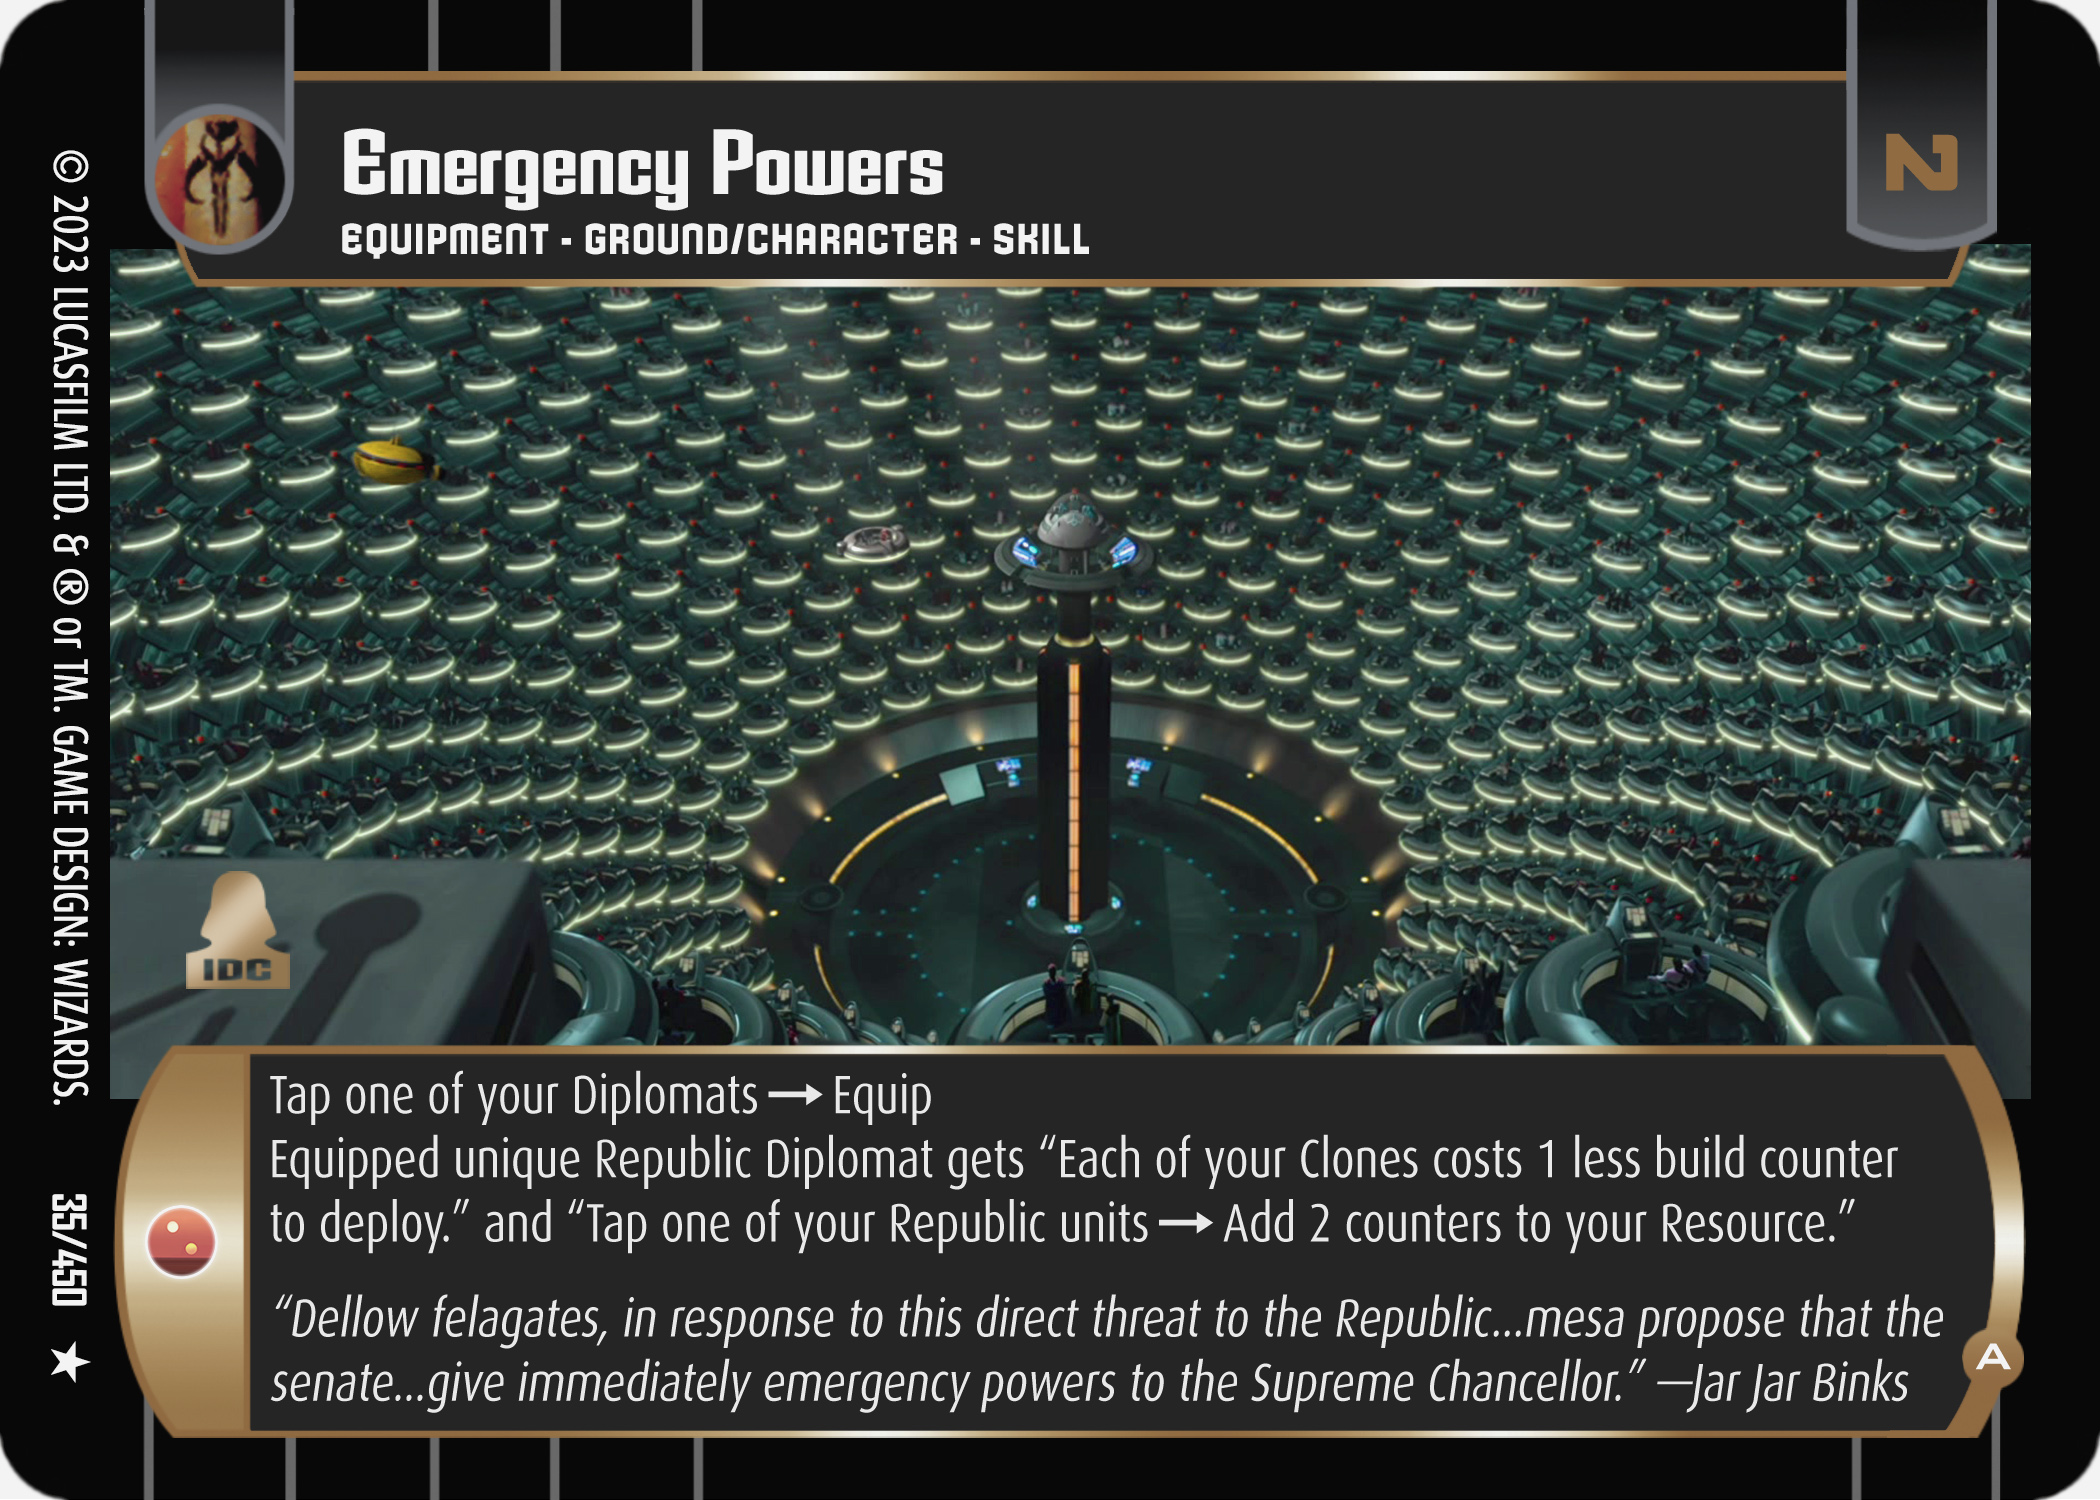 Emergency Powers
EQUIPMENT - GROUND/CHARACTER - SKILL
2
© 2023 LUCASFILM LTD. & ® or TM. GAME DESIGN: WIZARDS.
35/450 ★
IDC
Tap one of your Diplomats → Equip
Equipped unique Republic Diplomat gets “Each of your Clones costs 1 less build counter
to deploy.” and “Tap one of your Republic units → Add 2 counters to your Resource.”
“Dellow felagates, in response to this direct threat to the Republic...mesa propose that the
senate...give immediately emergency powers to the Supreme Chancellor.” —Jar Jar Binks
A